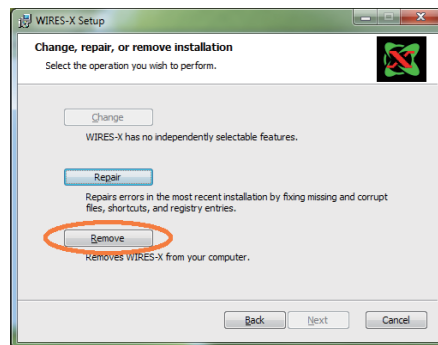 WIRES-X Setup
Change, repair, or remove installation
Select the operation you wish to perform.
X
Change
WIRES-X has no independently selectable features.
Repair
Repairs errors in the most recent installation by fixing missing and corrupt
files, shortcuts, and registry entries.
Remove
Removes WIRES-X from your computer.
Back
Next
Cancel